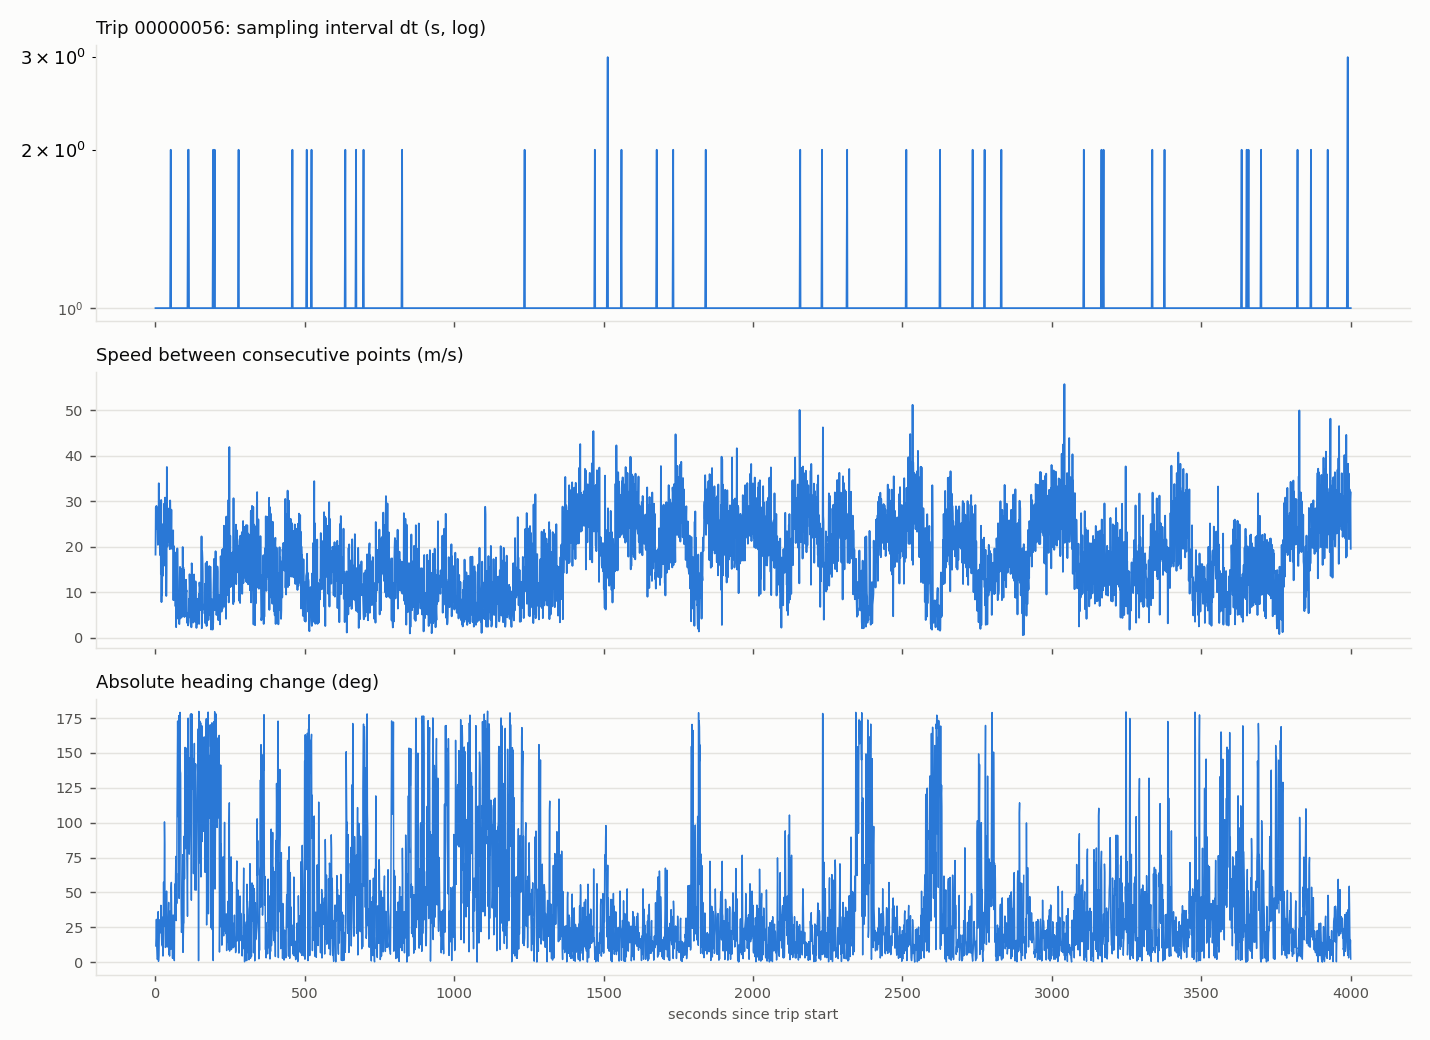 Trip 00000056: sampling interval dt (s, log)
3 × 10⁰
2 × 10⁰
10⁰
Speed between consecutive points (m/s)
50
40
30
20
10
0
Absolute heading change (deg)
175
150
125
100
75
50
25
0
0 500 1000 1500 2000 2500 3000 3500 4000
seconds since trip start